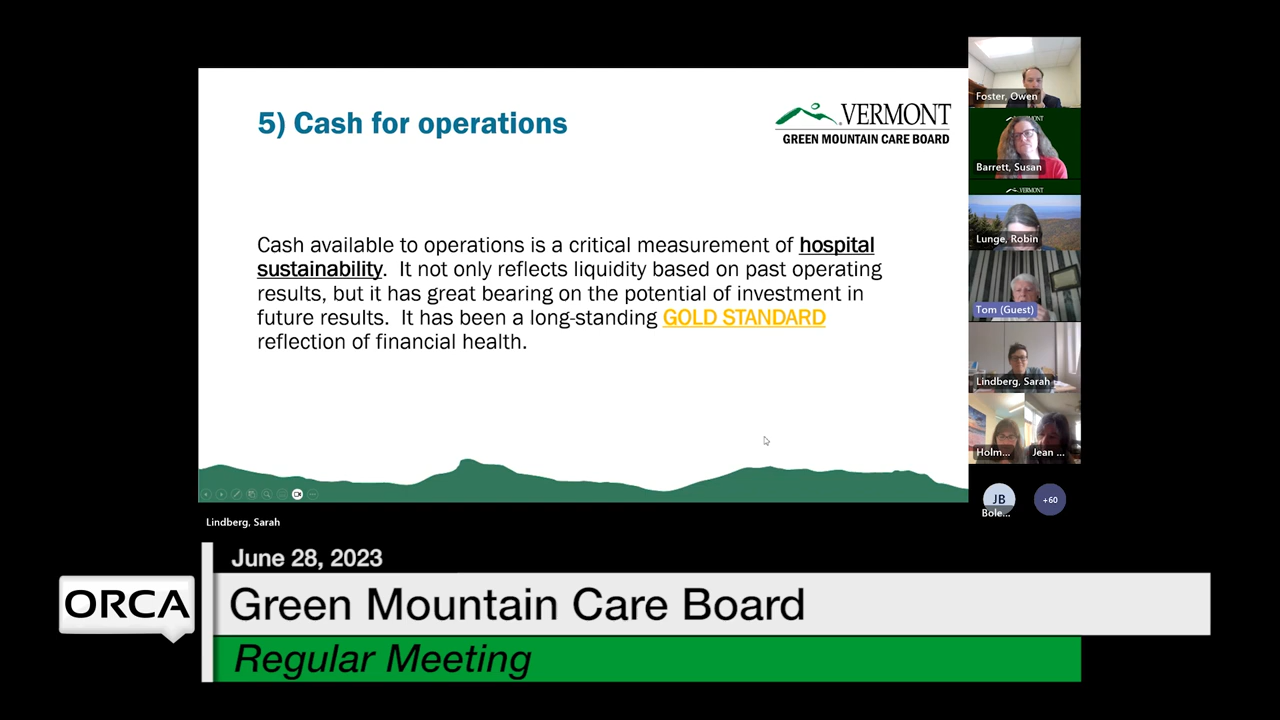 5) Cash for operations
VERMONT
GREEN MOUNTAIN CARE BOARD
Cash available to operations is a critical measurement of hospital
sustainability. It not only reflects liquidity based on past operating
results, but it has great bearing on the potential of investment in
future results. It has been a long-standing GOLD STANDARD
reflection of financial health.
Foster, Owen
Barrett, Susan
VERMONT
Lunge, Robin
Tom (Guest)
Lindberg, Sarah
Holm...
Jean ...
JB
Bole...
+60
Lindberg, Sarah
June 28, 2023
ORCA
Green Mountain Care Board
Regular Meeting